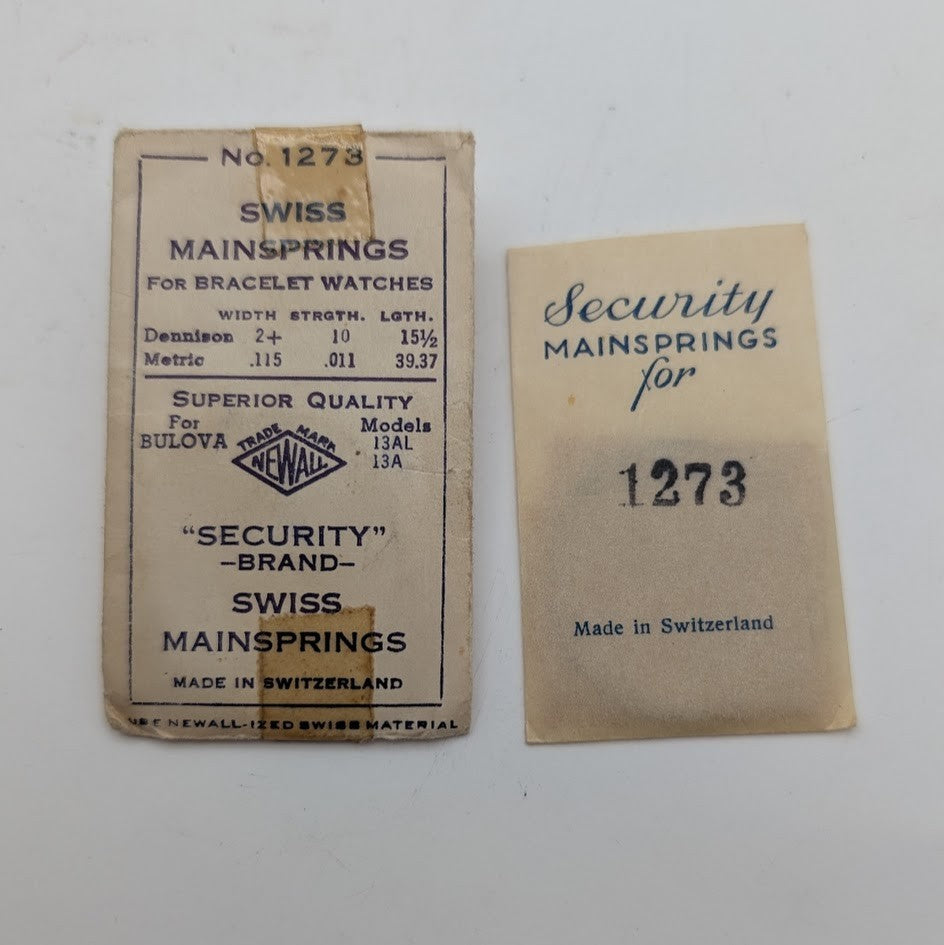 No. 1273
SWISS
MAINSPRINGS
FOR BRACELET WATCHES
WIDTH STRGTH. LGTH.
Dennison 2+ 10 15½
Metric .115 .011 39.37
SUPERIOR QUALITY
For
BULOVA
TRADE MARK
NEWALL
Models
13AL
13A
"SECURITY"
–BRAND–
SWISS
MAINSPRINGS
MADE IN SWITZERLAND
USE NEWALL-IZED SWISS MATERIAL
Security
MAINSPRINGS
for
1273
Made in Switzerland